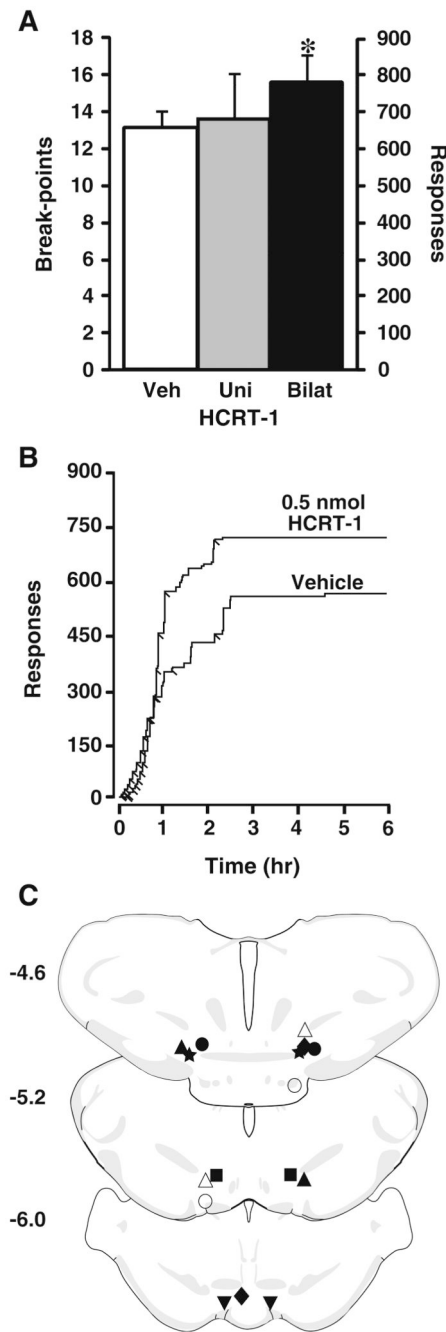 A
18
16
14
12
10
8
6
4
2
0
Break-points
*
900
800
700
600
500
400
300
200
100
0
Responses
Veh Uni Bilat
HCRT-1
B
900
750
600
450
300
150
0
Responses
0.5 nmol
HCRT-1
Vehicle
0 1 2 3 4 5 6
Time (hr)
C
-4.6
-5.2
-6.0